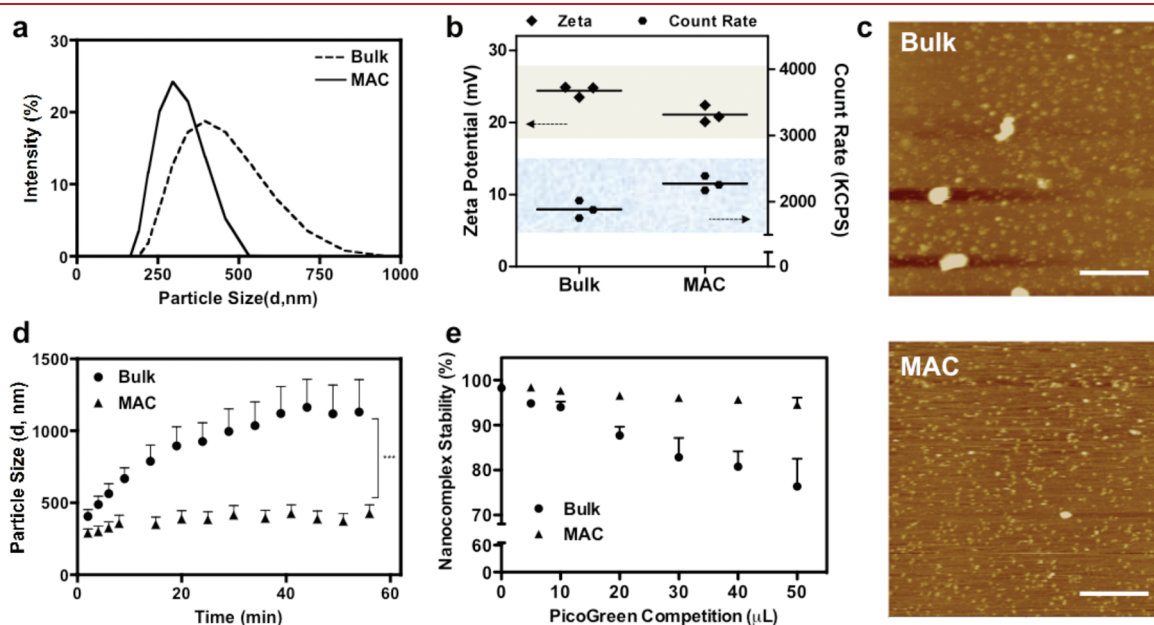 a
Bulk
MAC
30
20
10
0
Intensity (%)
0 250 500 750 1000
Particle Size(d,nm)
b
Zeta Count Rate
30
20
10
0
Zeta Potential (mV)
4000
3000
2000
0
Count Rate (KCPS)
Bulk MAC
c
Bulk
MAC
d
Bulk
MAC
1500
1000
500
0
Particle Size (d, nm)
***
0 20 40 60
Time (min)
e
100
90
80
70
60
0
Nanocomplex Stability (%)
Bulk
MAC
0 10 20 30 40 50
PicoGreen Competition (μL)